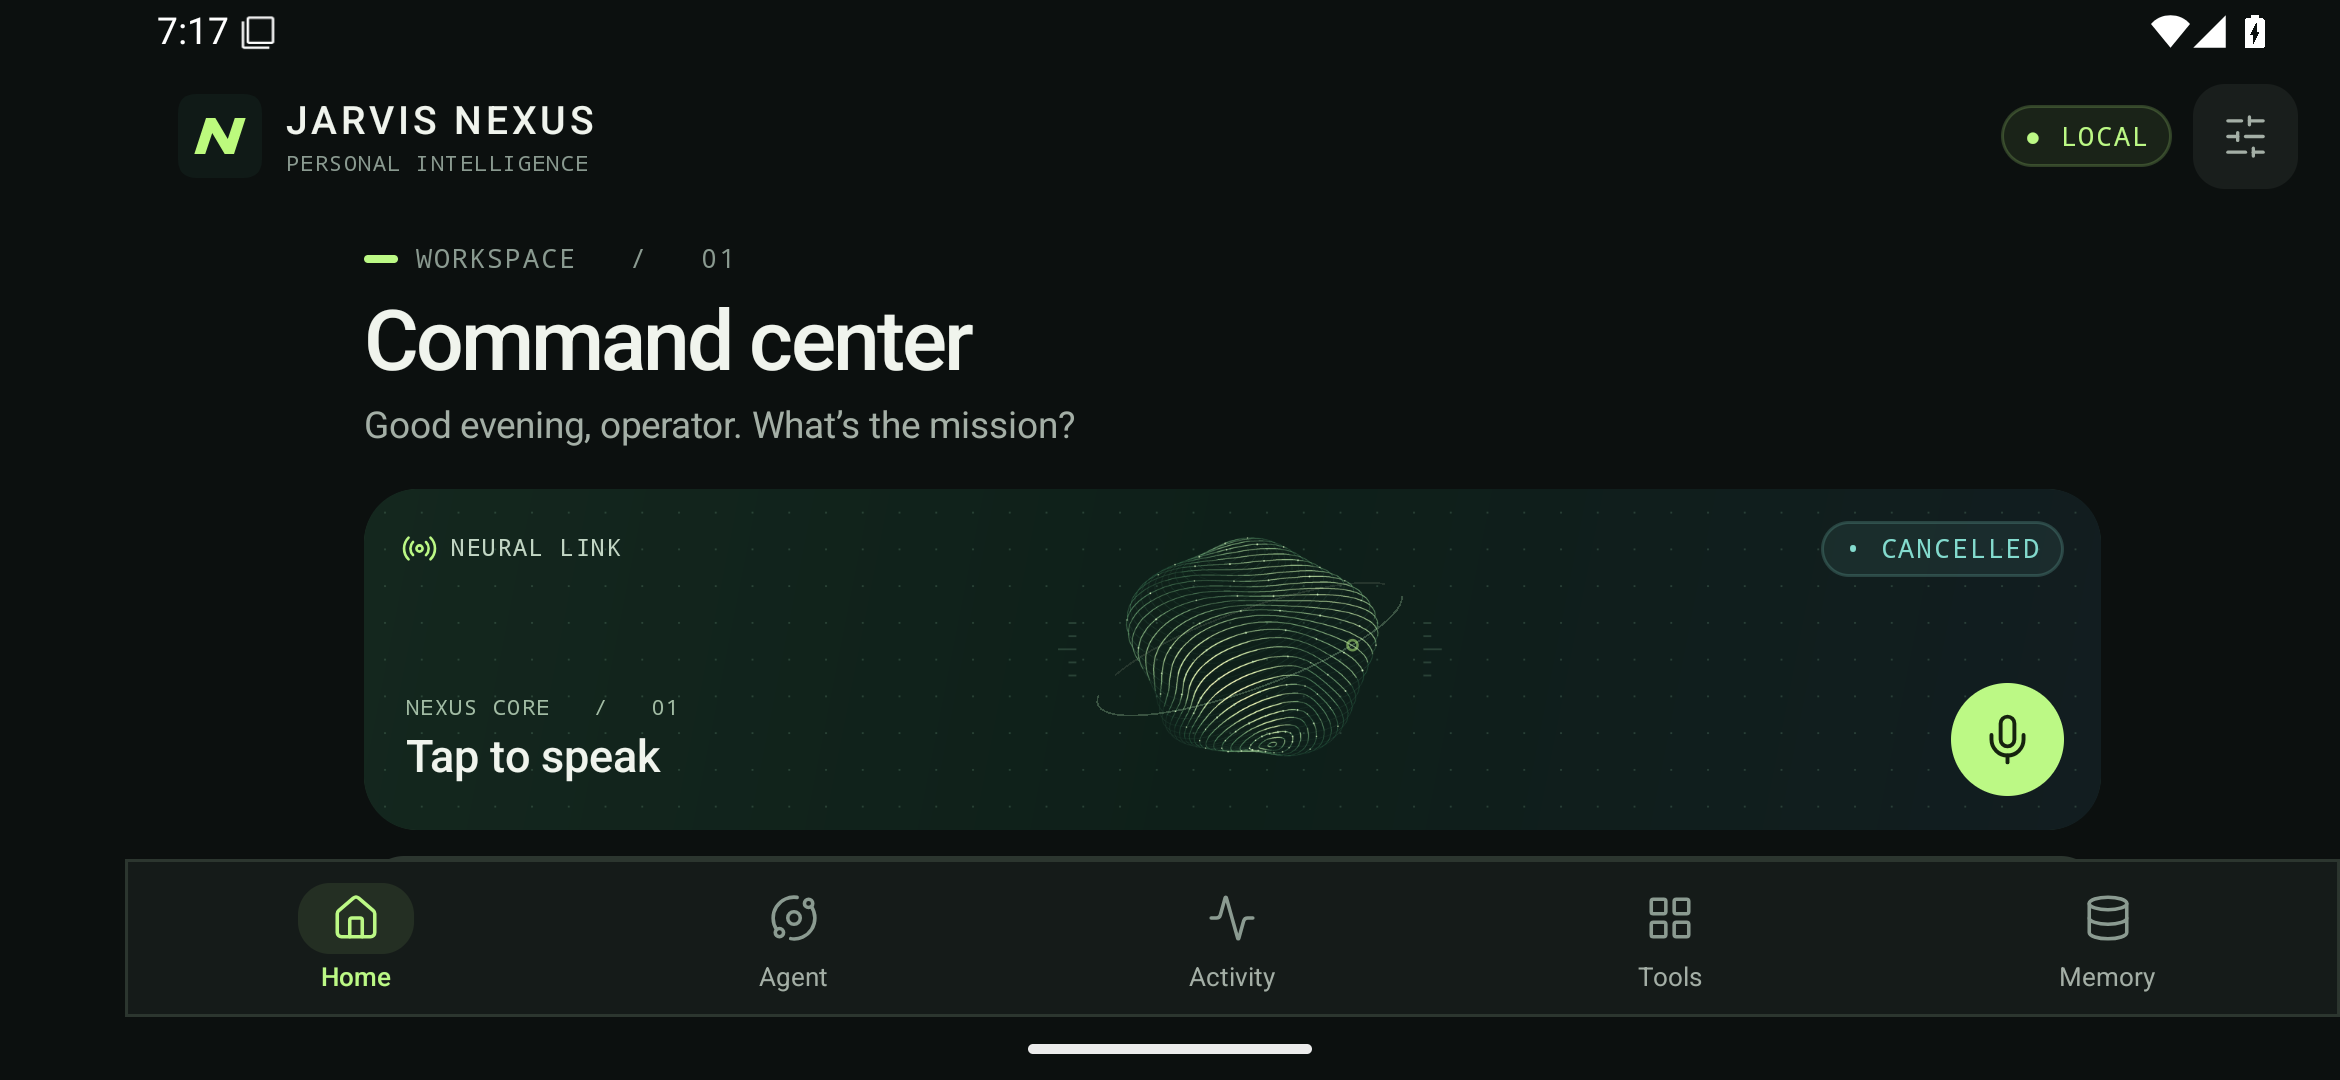 7:17
JARVIS NEXUS
PERSONAL INTELLIGENCE
LOCAL
WORKSPACE / 01
Command center
Good evening, operator. What’s the mission?
NEURAL LINK
CANCELLED
NEXUS CORE / 01
Tap to speak
Home
Agent
Activity
Tools
Memory